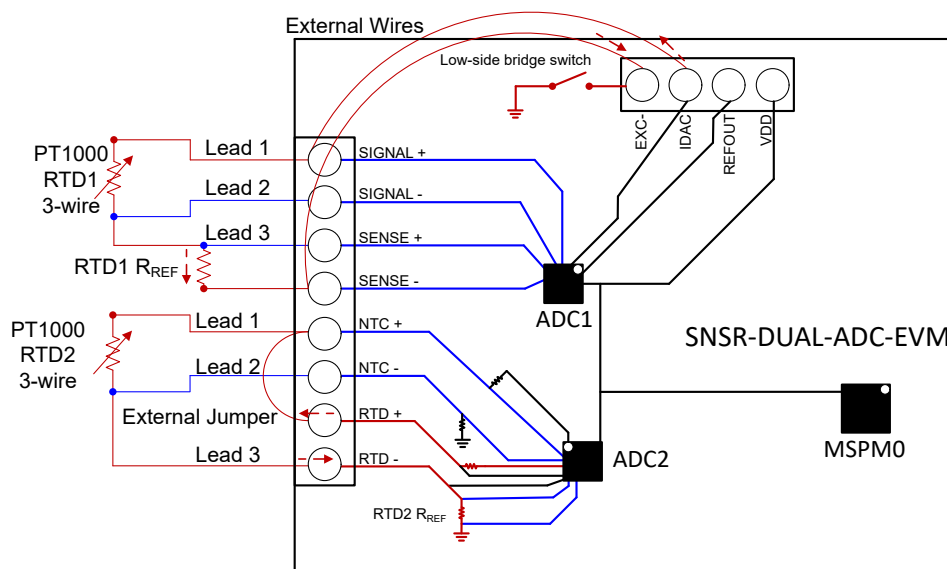 External Wires
Low-side bridge switch
EXC-
IDAC
REFOUT
VDD
PT1000
RTD1
3-wire
Lead 1
SIGNAL +
Lead 2
SIGNAL -
Lead 3
SENSE +
RTD1 RREF
SENSE -
ADC1
PT1000
RTD2
3-wire
Lead 1
NTC +
Lead 2
NTC -
External Jumper
RTD +
Lead 3
RTD -
RTD2 RREF
ADC2
SNSR-DUAL-ADC-EVM
MSPM0